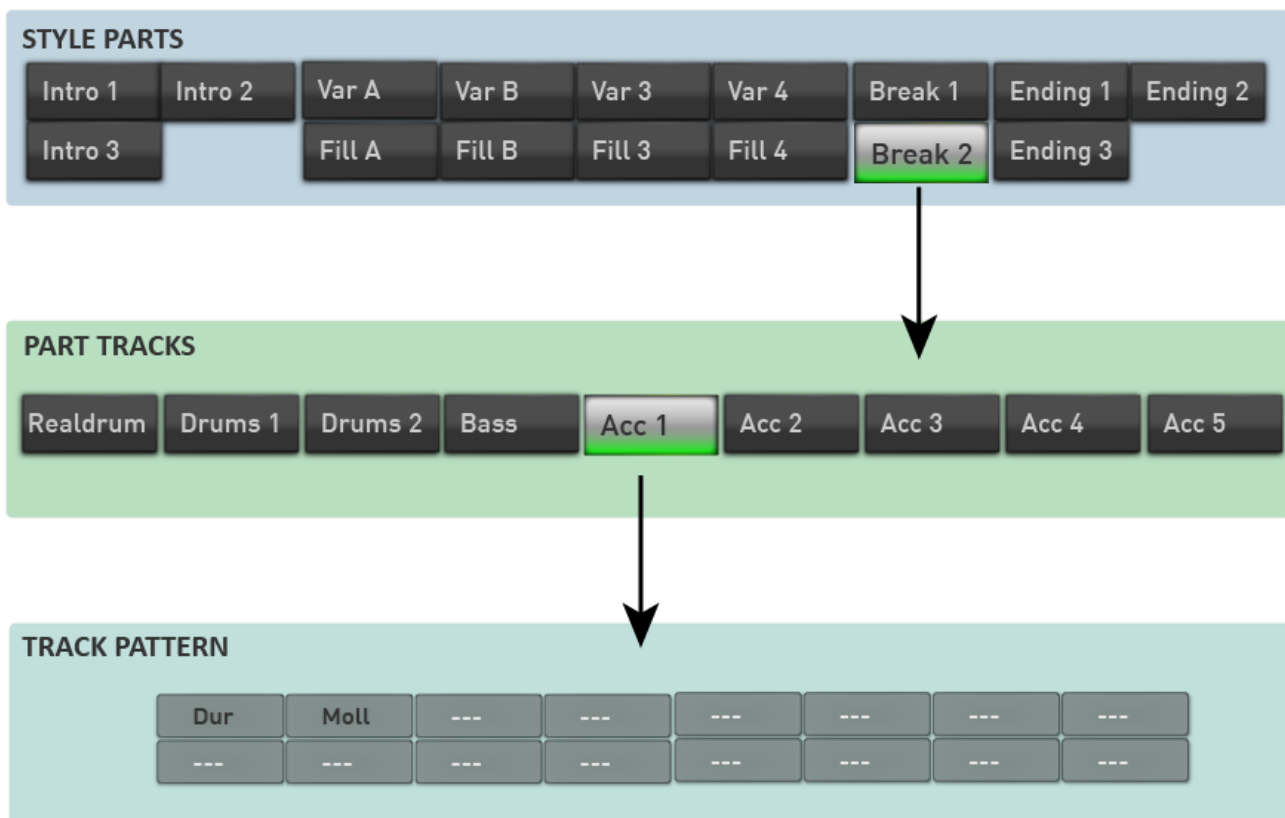 STYLE PARTS
Intro 1 Intro 2 Var A Var B Var 3 Var 4 Break 1 Ending 1 Ending 2
Intro 3 Fill A Fill B Fill 3 Fill 4 Break 2 Ending 3
PART TRACKS
Realdrum Drums 1 Drums 2 Bass Acc 1 Acc 2 Acc 3 Acc 4 Acc 5
TRACK PATTERN
Dur Moll --- --- --- --- --- ---
--- --- --- --- --- --- --- ---